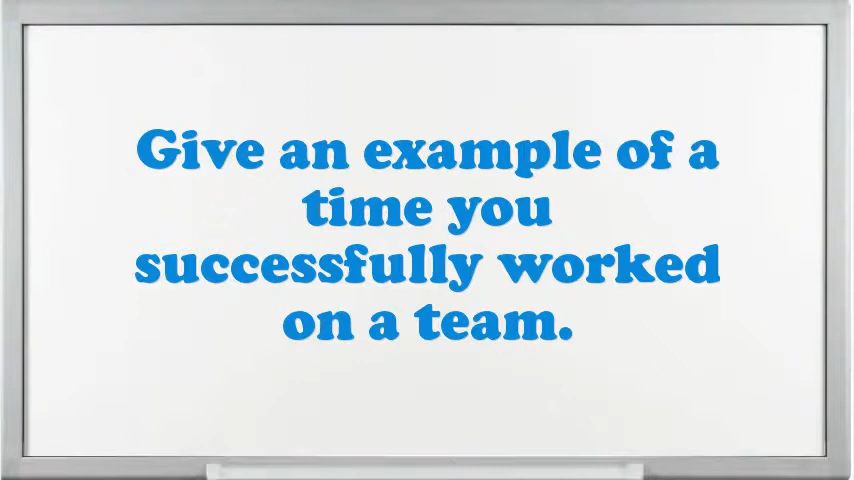 Give an example of a
time you
successfully worked
on a team.